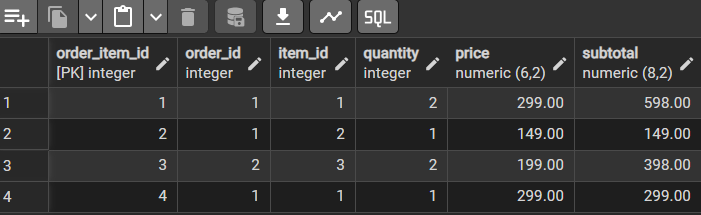 SQL
order_item_id order_id item_id quantity price subtotal
[PK] integer integer integer integer numeric (6,2) numeric (8,2)
1 1 1 1 2 299.00 598.00
2 2 1 2 1 149.00 149.00
3 3 2 3 2 199.00 398.00
4 4 1 1 1 299.00 299.00